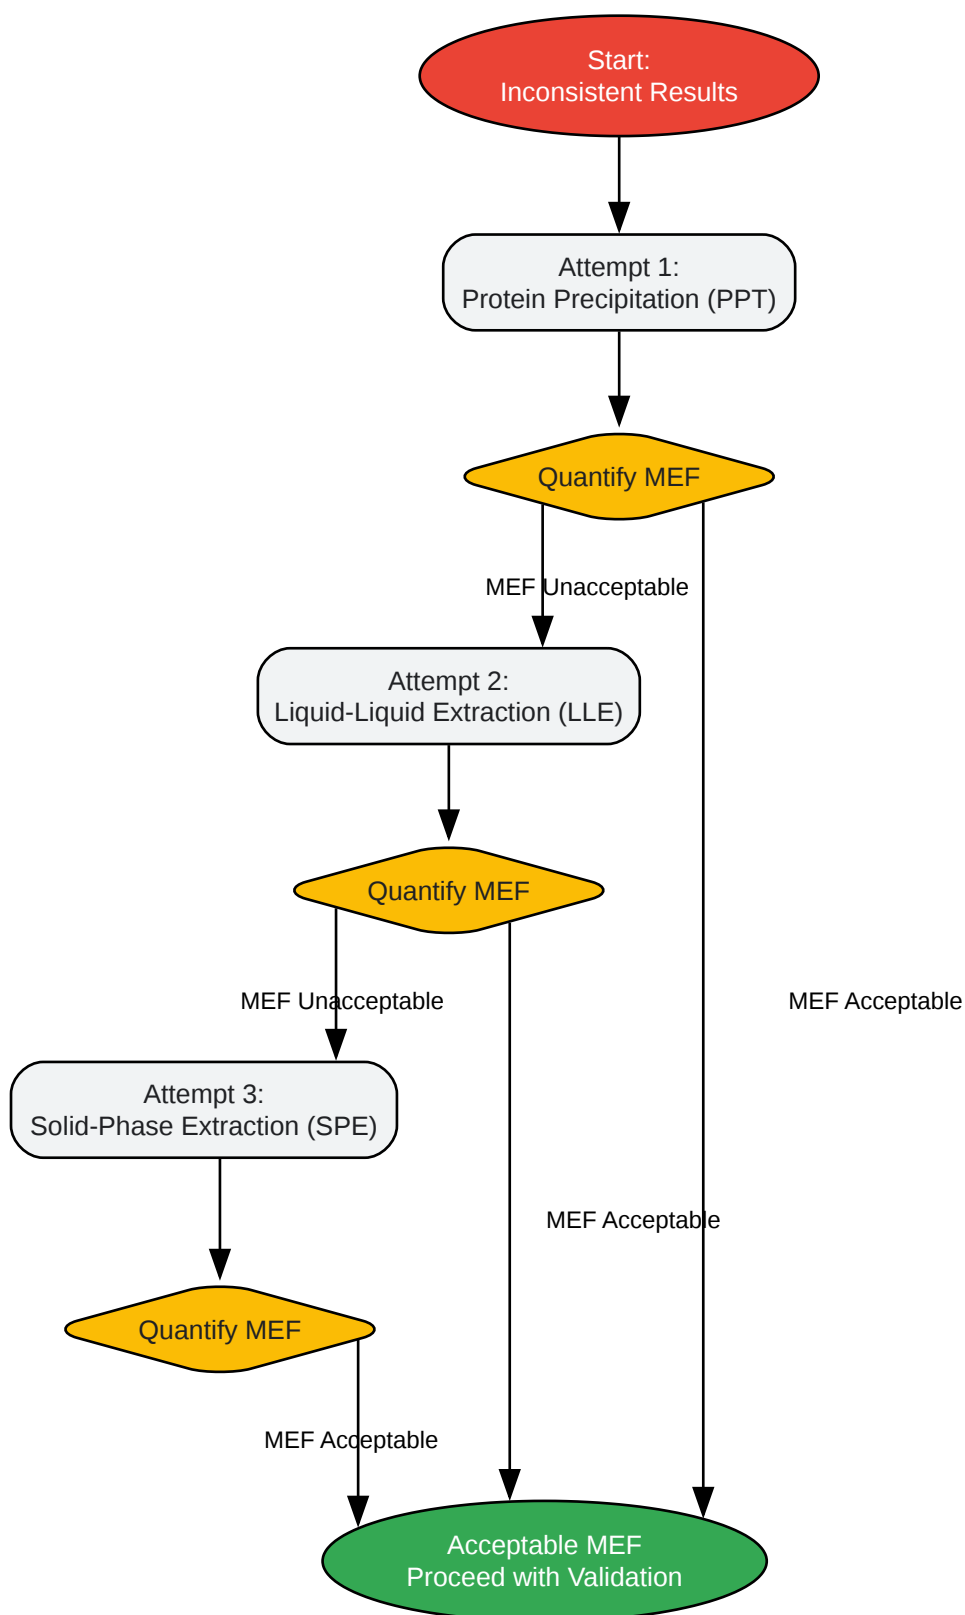 Start:
Inconsistent Results
Attempt 1:
Protein Precipitation (PPT)
Quantify MEF
MEF Unacceptable
Attempt 2:
Liquid-Liquid Extraction (LLE)
Quantify MEF
MEF Unacceptable
MEF Acceptable
Attempt 3:
Solid-Phase Extraction (SPE)
MEF Acceptable
Quantify MEF
MEF Acceptable
Acceptable MEF
Proceed with Validation